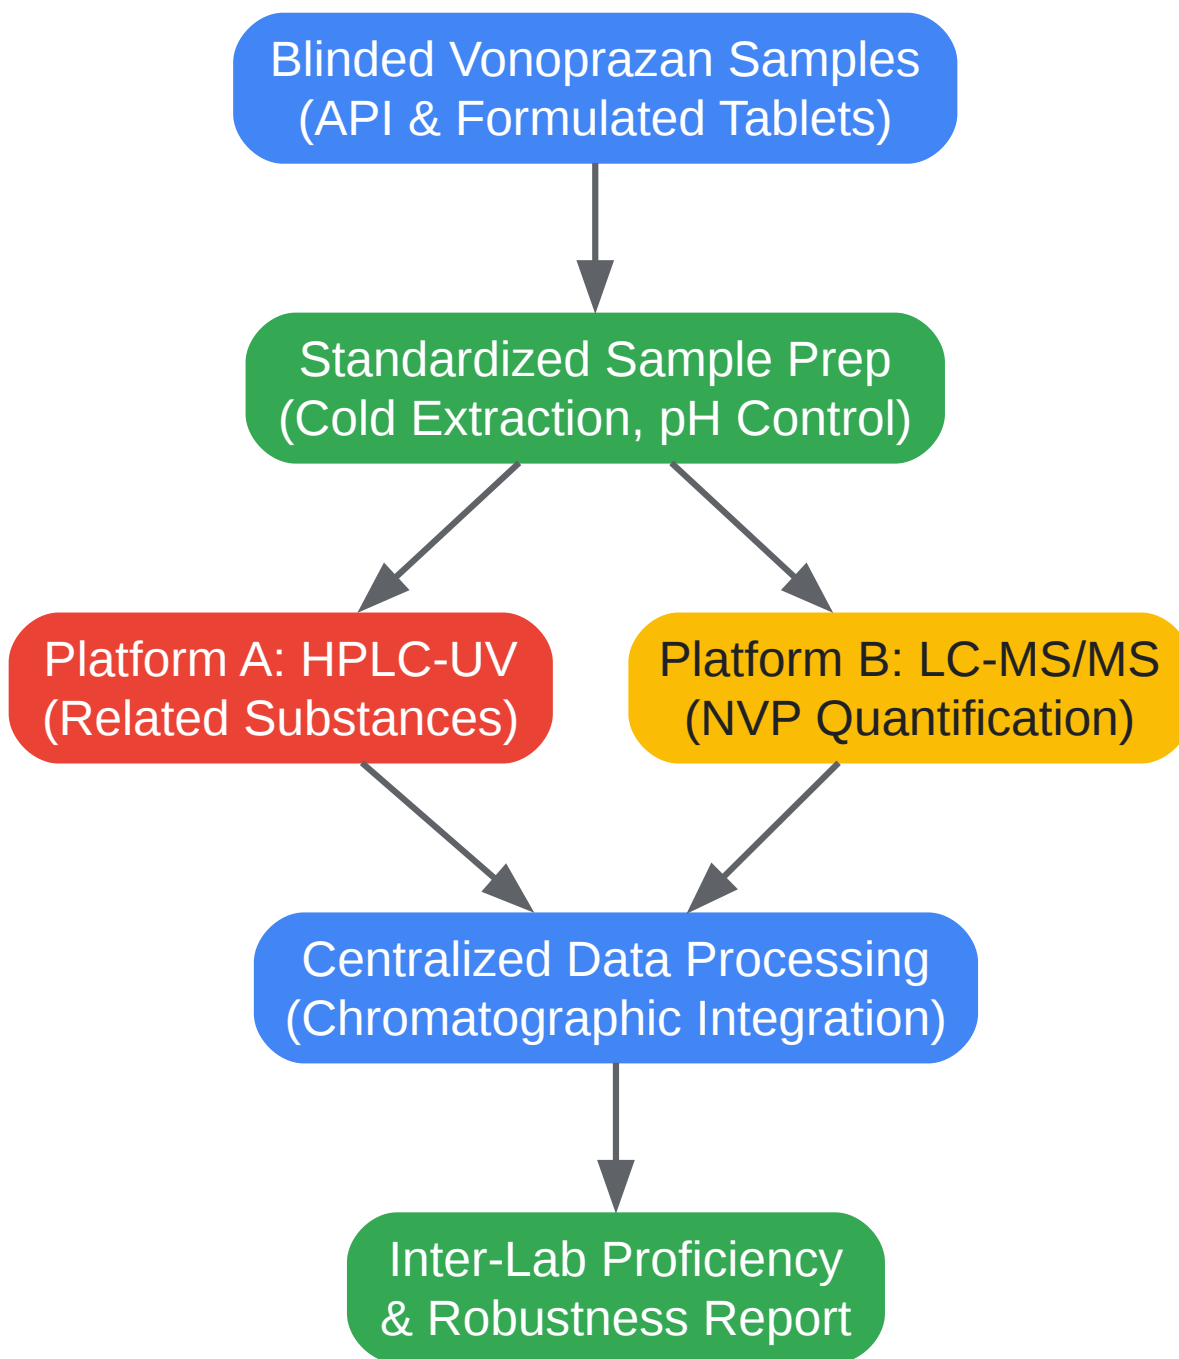 Blinded Vonoprazan Samples
(API & Formulated Tablets)
Standardized Sample Prep
(Cold Extraction, pH Control)
Platform A: HPLC-UV
(Related Substances)
Platform B: LC-MS/MS
(NVP Quantification)
Centralized Data Processing
(Chromatographic Integration)
Inter-Lab Proficiency
& Robustness Report